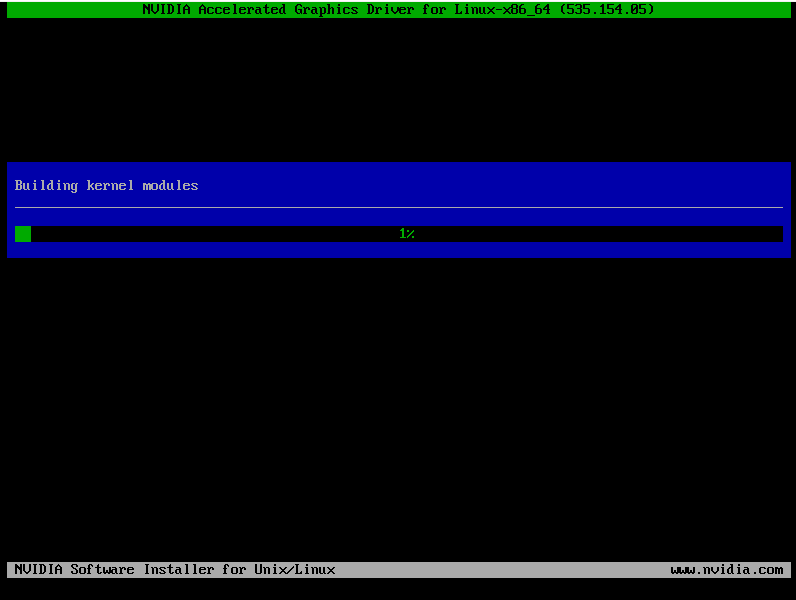 NVIDIA Accelerated Graphics Driver for Linux-x86_64 (535.154.05)
Building kernel modules
1%
NVIDIA Software Installer for Unix/Linux www.nvidia.com